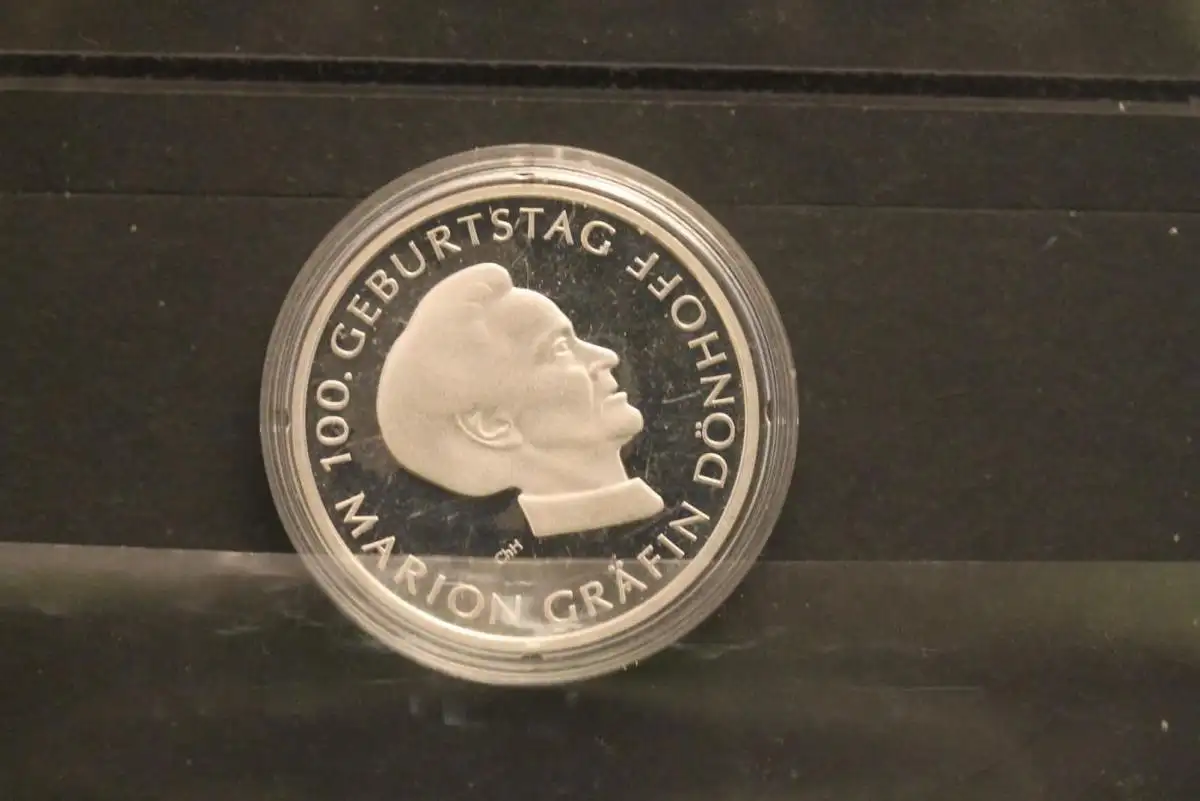 100. GEBURTSTAG
MARION GRÄFIN DÖNHOFF
ChH